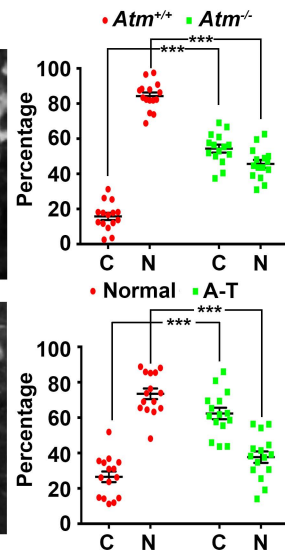 Atm+/+ Atm-/-
***
***
Percentage
100
80
60
40
20
0
C N C N
Normal A-T
***
***
Percentage
100
80
60
40
20
0
C N C N